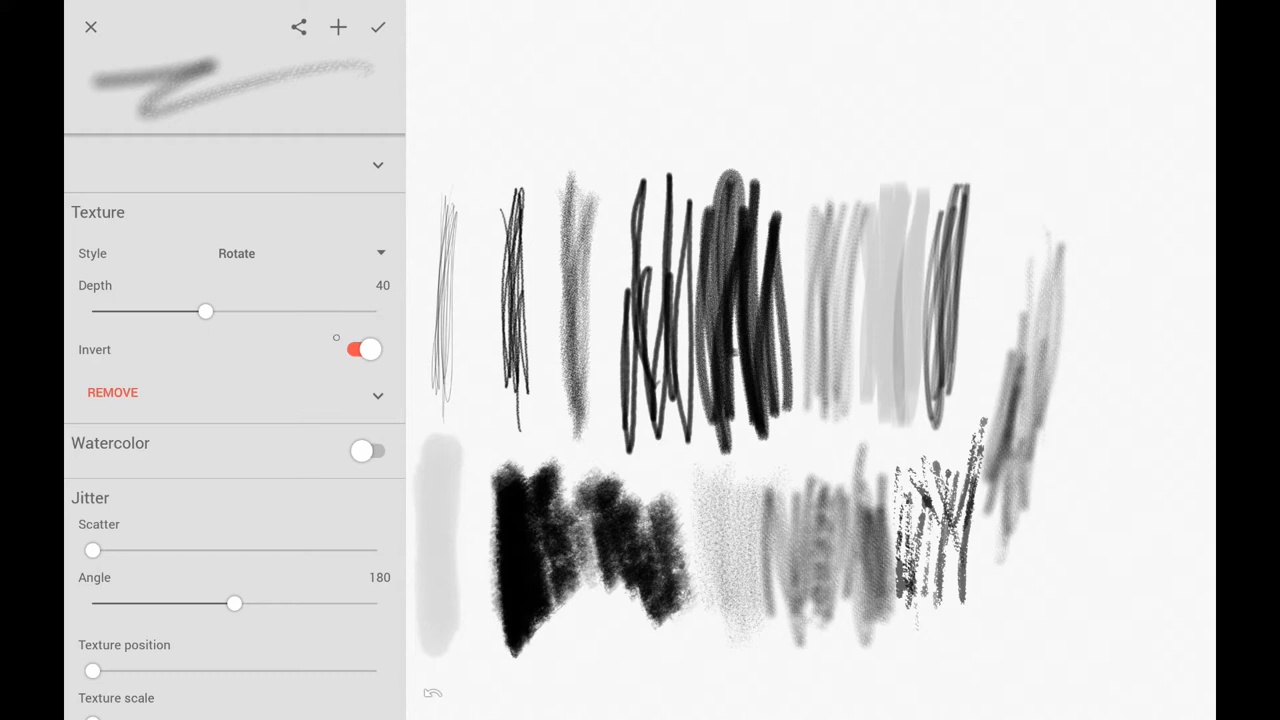 Texture
Style Rotate
Depth 40
Invert
REMOVE
Watercolor
Jitter
Scatter
Angle 180
Texture position
Texture scale